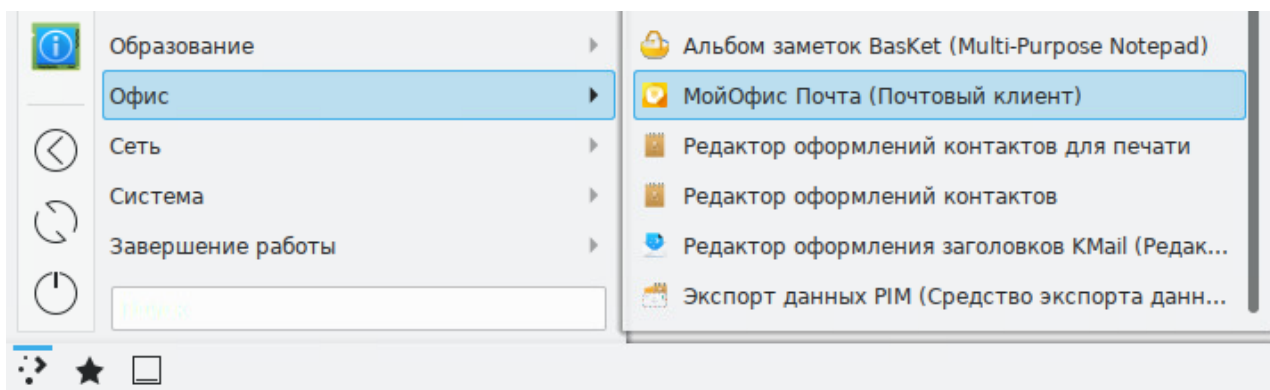 Образование
Офис
Сеть
Система
Завершение работы
Альбом заметок BasKet (Multi-Purpose Notepad)
МойОфис Почта (Почтовый клиент)
Редактор оформлений контактов для печати
Редактор оформлений контактов
Редактор оформления заголовков KMail (Редак...
Экспорт данных PIM (Средство экспорта данн...